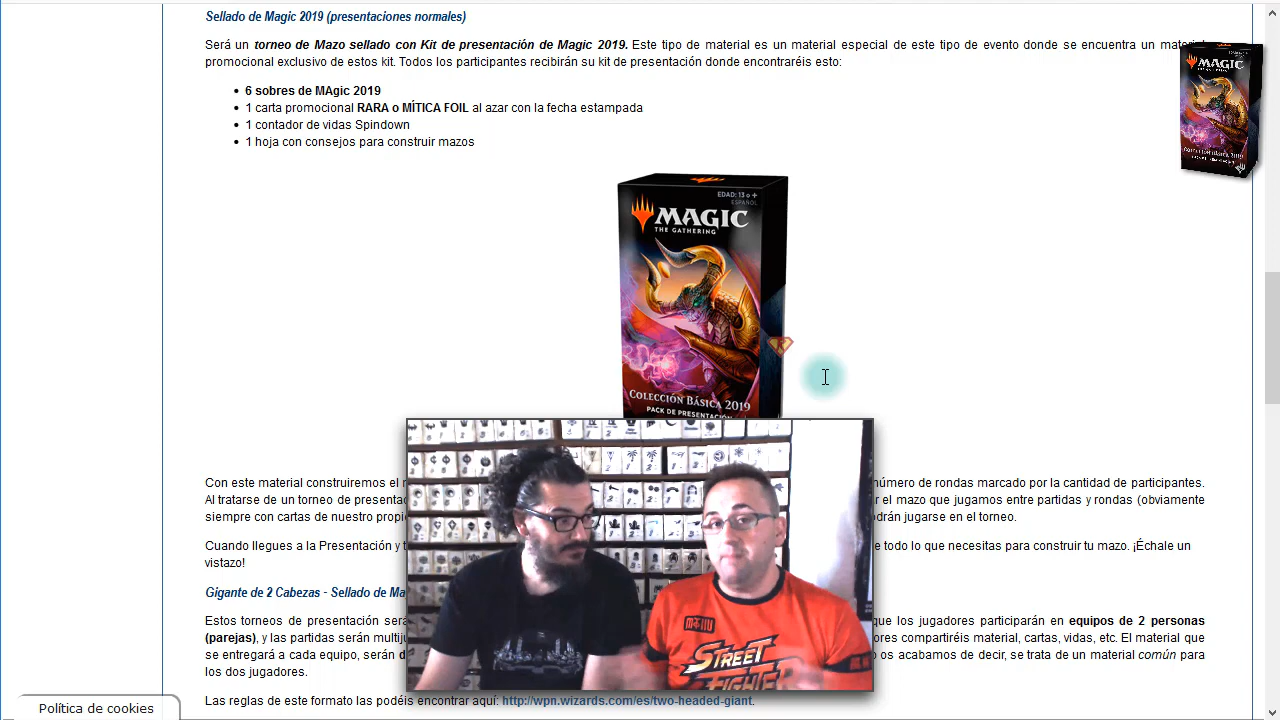 Sellado de Magic 2019 (presentaciones normales)
Será un torneo de Mazo sellado con Kit de presentación de Magic 2019. Este tipo de material es un material especial de este tipo de evento donde se encuentra un material
promocional exclusivo de estos kit. Todos los participantes recibirán su kit de presentación donde encontraréis esto:
6 sobres de MAgic 2019
1 carta promocional RARA o MÍTICA FOIL al azar con la fecha estampada
1 contador de vidas Spindown
1 hoja con consejos para construir mazos
MAGIC
COLECCIÓN BÁSICA 2019
EDAD: 13 o +
ESPAÑOL
MAGIC
THE GATHERING
COLECCIÓN BÁSICA 2019
PACK DE PRESENTACIÓN
Con este material construiremos el número de rondas marcado por la cantidad de participantes.
Al tratarse de un torneo de el mazo que jugamos entre partidas y rondas (obviamente
siempre con cartas de nuestro jugarse en el torneo.
Cuando llegues a la Presentación y todo lo que necesitas para construir tu mazo. ¡Échale un
vistazo!
Gigante de 2 Cabezas - Sellado de
Estos torneos de presentación que los jugadores participarán en equipos de 2 personas
(parejas), y las partidas serán compartiréis material, cartas, vidas, etc. El material que
se entregará a cada equipo, serán os acabamos de decir, se trata de un material común para
los dos jugadores.
STREET
FIGHTER
Las reglas de este formato las podéis encontrar aquí: http://wpn.wizards.com/es/two-headed-giant.
Política de cookies